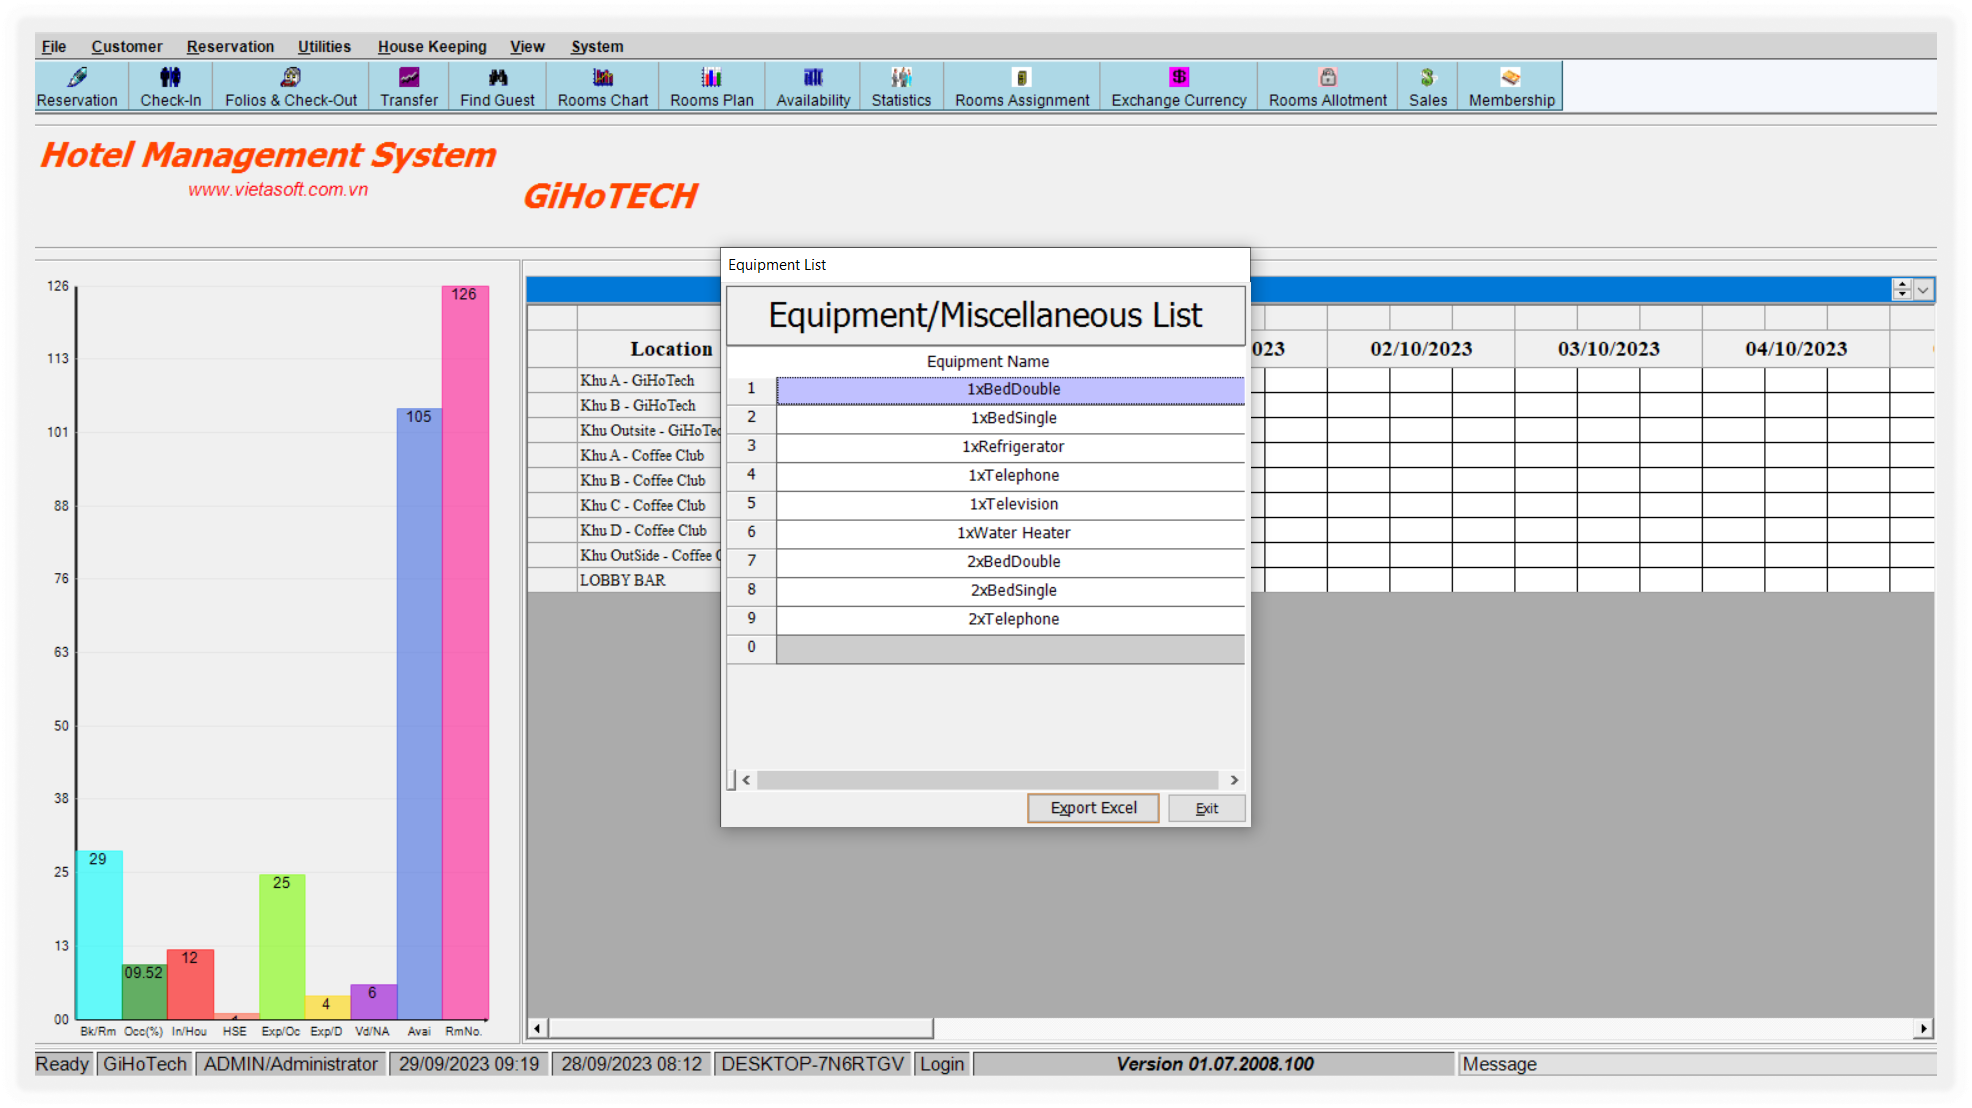 File Customer Reservation Utilities House Keeping View System
Reservation Check-In Folios & Check-Out Transfer Find Guest Rooms Chart Rooms Plan Availability Statistics Rooms Assignment Exchange Currency Rooms Allotment Sales Membership
Hotel Management System
www.vietasoft.com.vn
GiHoTECH
126
113
101
88
76
63
50
38
25
13
00
29
09.52
12
25
4
6
105
126
Bk/Rm Occ(%) In/Hou HSE Exp/Oc Exp/D Vd/NA Avai RmNo.
Location 023 02/10/2023 03/10/2023 04/10/2023
Khu A - GiHoTech
Khu B - GiHoTech
Khu Outsite - GiHoTec
Khu A - Coffee Club
Khu B - Coffee Club
Khu C - Coffee Club
Khu D - Coffee Club
Khu OutSide - Coffee
LOBBY BAR
Equipment List
Equipment/Miscellaneous List
Equipment Name
1 1xBedDouble
2 1xBedSingle
3 1xRefrigerator
4 1xTelephone
5 1xTelevision
6 1xWater Heater
7 2xBedDouble
8 2xBedSingle
9 2xTelephone
0
Export Excel Exit
Ready GiHoTech ADMIN/Administrator 29/09/2023 09:19 28/09/2023 08:12 DESKTOP-7N6RTGV Login Version 01.07.2008.100 Message